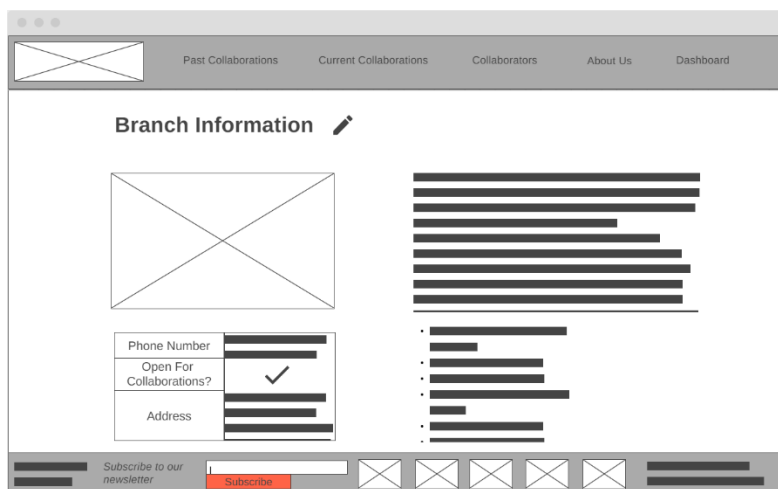 Past Collaborations
Current Collaborations
Collaborators
About Us
Dashboard
Branch Information
Phone Number
Open For
Collaborations?
Address
Subscribe to our
newsletter
Subscribe